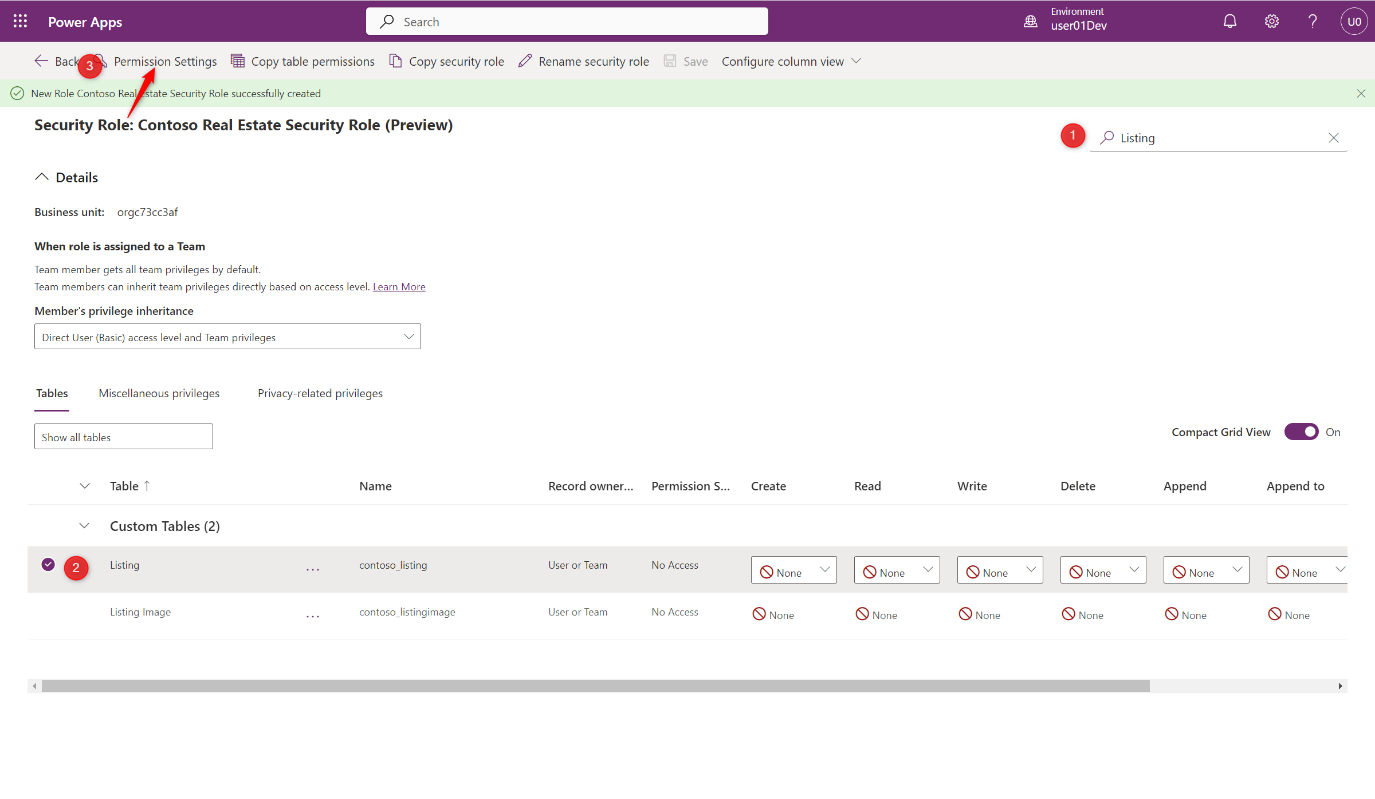 Power Apps
Search
Environment
user01Dev
U0
Back
3
Permission Settings
Copy table permissions
Copy security role
Rename security role
Save
Configure column view
New Role Contoso Real Estate Security Role successfully created
Security Role: Contoso Real Estate Security Role (Preview)
1
Listing
Details
Business unit: orgc73cc3af
When role is assigned to a Team
Team member gets all team privileges by default.
Team members can inherit team privileges directly based on access level. Learn More
Member's privilege inheritance
Direct User (Basic) access level and Team privileges
Tables Miscellaneous privileges Privacy-related privileges
Show all tables
Compact Grid View On
Table ↑ Name Record owner... Permission S... Create Read Write Delete Append Append to
Custom Tables (2)
2 Listing ... contoso_listing User or Team No Access None None None None None None
Listing Image ... contoso_listingimage User or Team No Access None None None None None None